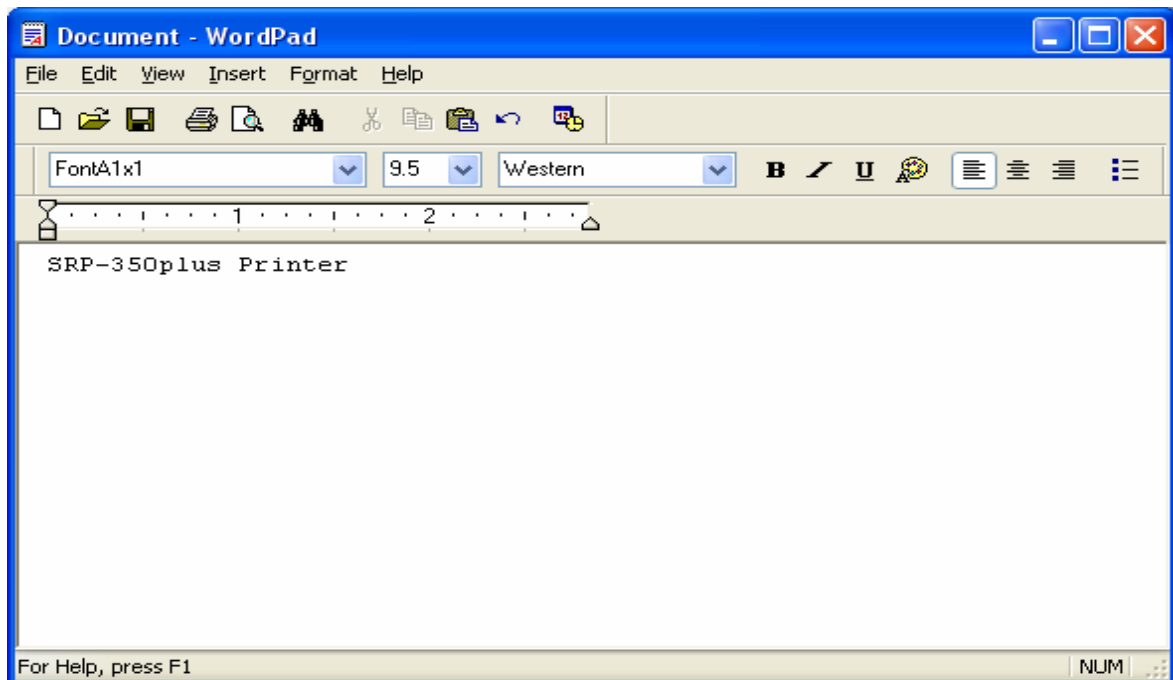 Document - WordPad
File Edit View Insert Format Help
FontA1x1 9.5 Western B U
1 2
SRP-350plus Printer
For Help, press F1 NUM